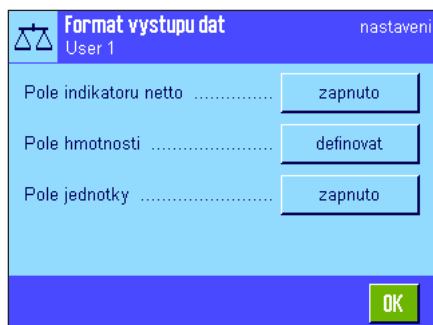 Format vystupu dat
nastaveni
User 1
Pole indikatoru netto .............. zapnuto
Pole hmotnosti ...................... definovat
Pole jednotky ........................ zapnuto
OK